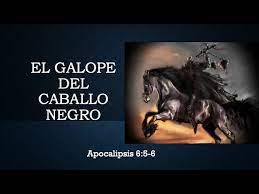 EL GALOPE
DEL
CABALLO
NEGRO
Apocalipsis 6:5-6